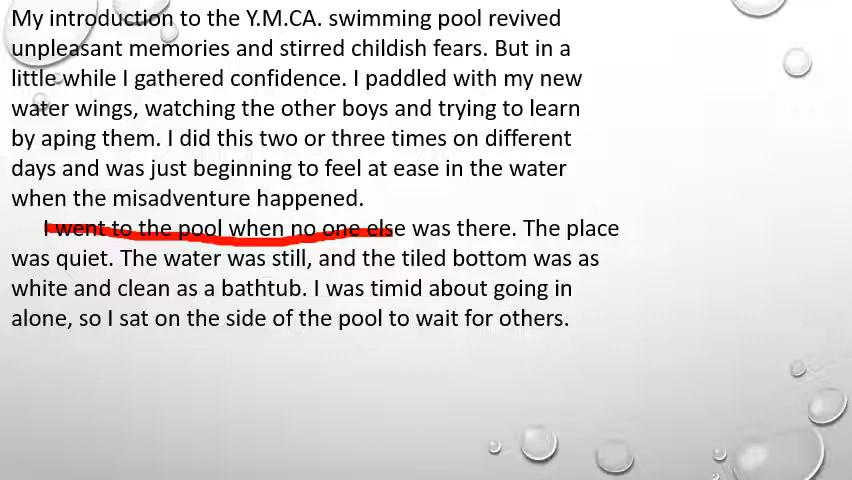 My introduction to the Y.M.CA. swimming pool revived
unpleasant memories and stirred childish fears. But in a
little while I gathered confidence. I paddled with my new
water wings, watching the other boys and trying to learn
by aping them. I did this two or three times on different
days and was just beginning to feel at ease in the water
when the misadventure happened.
I went to the pool when no one else was there. The place
was quiet. The water was still, and the tiled bottom was as
white and clean as a bathtub. I was timid about going in
alone, so I sat on the side of the pool to wait for others.